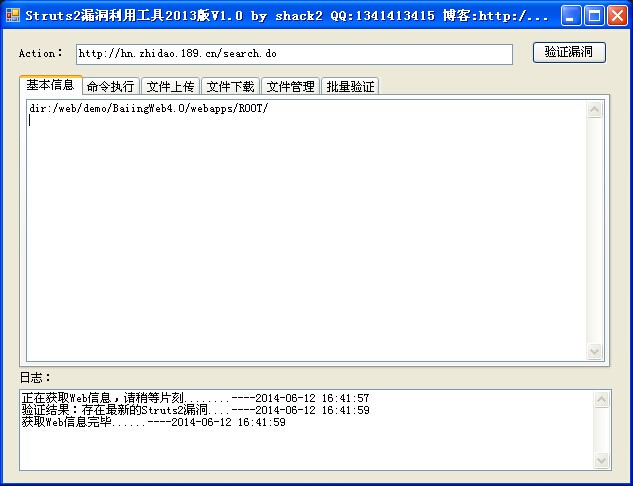 Struts2漏洞利用工具2013版V1.0 by shack2 QQ:1341413415 博客:http:/...
Action： http://hn.zhidao.189.cn/search.do 验证漏洞
基本信息 命令执行 文件上传 文件下载 文件管理 批量验证
dir:/web/demo/BaiingWeb4.0/webapps/ROOT/
日志：
正在获取Web信息，请稍等片刻........----2014-06-12 16:41:57
验证结果：存在最新的Struts2漏洞....----2014-06-12 16:41:59
获取Web信息完毕......----2014-06-12 16:41:59